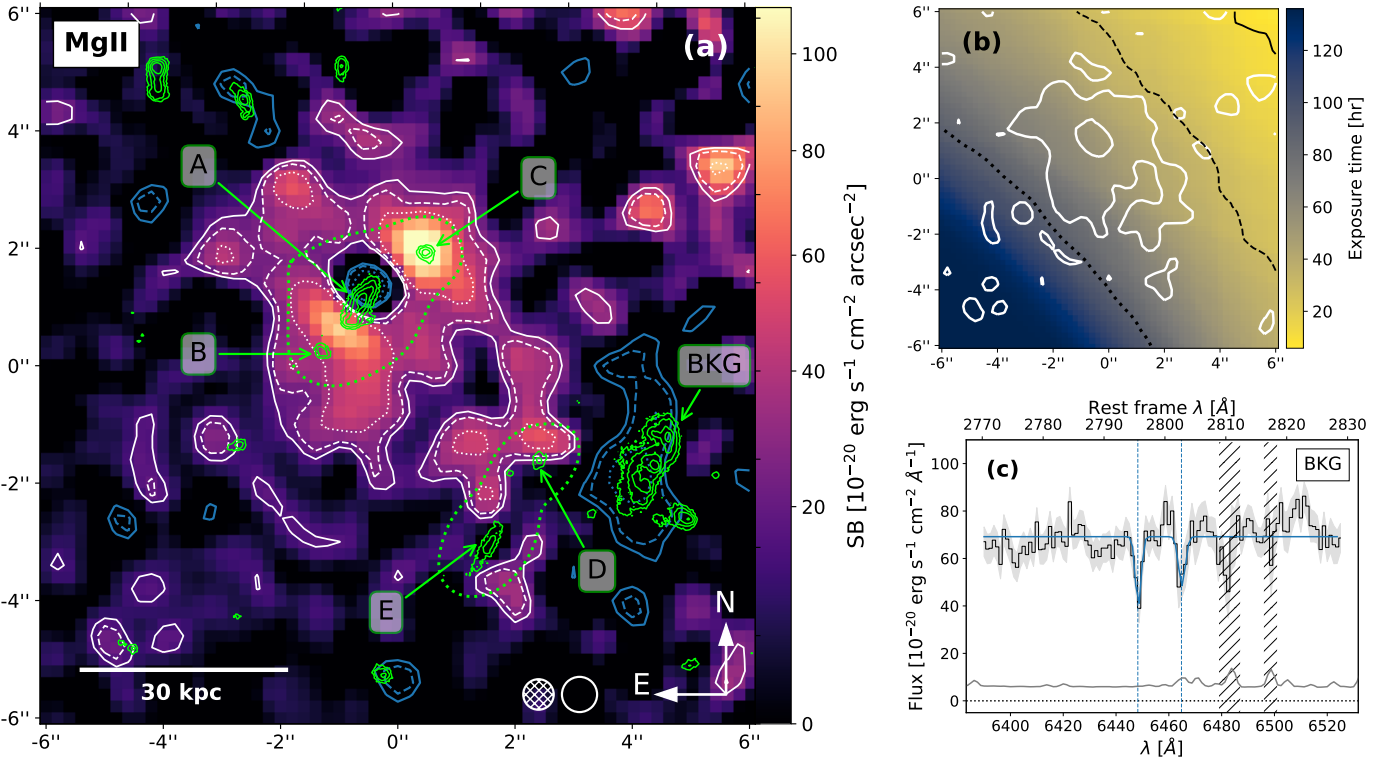 MgII
(a)
A
C
B
BKG
D
E
N
E
30 kpc
6''
4''
2''
0''
-2''
-4''
-6''
-6''
-4''
-2''
0''
2''
4''
6''
100
80
60
40
20
0
SB [10⁻²⁰ erg s⁻¹ cm⁻² arcsec⁻²]
(b)
6''
4''
2''
0''
-2''
-4''
-6''
-6''
-4''
-2''
0''
2''
4''
6''
120
100
80
60
40
20
Exposure time [hr]
Rest frame λ [Å]
2770 2780 2790 2800 2810 2820 2830
(c)
BKG
100
80
60
40
20
0
Flux [10⁻²⁰ erg s⁻¹ cm⁻² Å⁻¹]
6400 6420 6440 6460 6480 6500 6520
λ [Å]